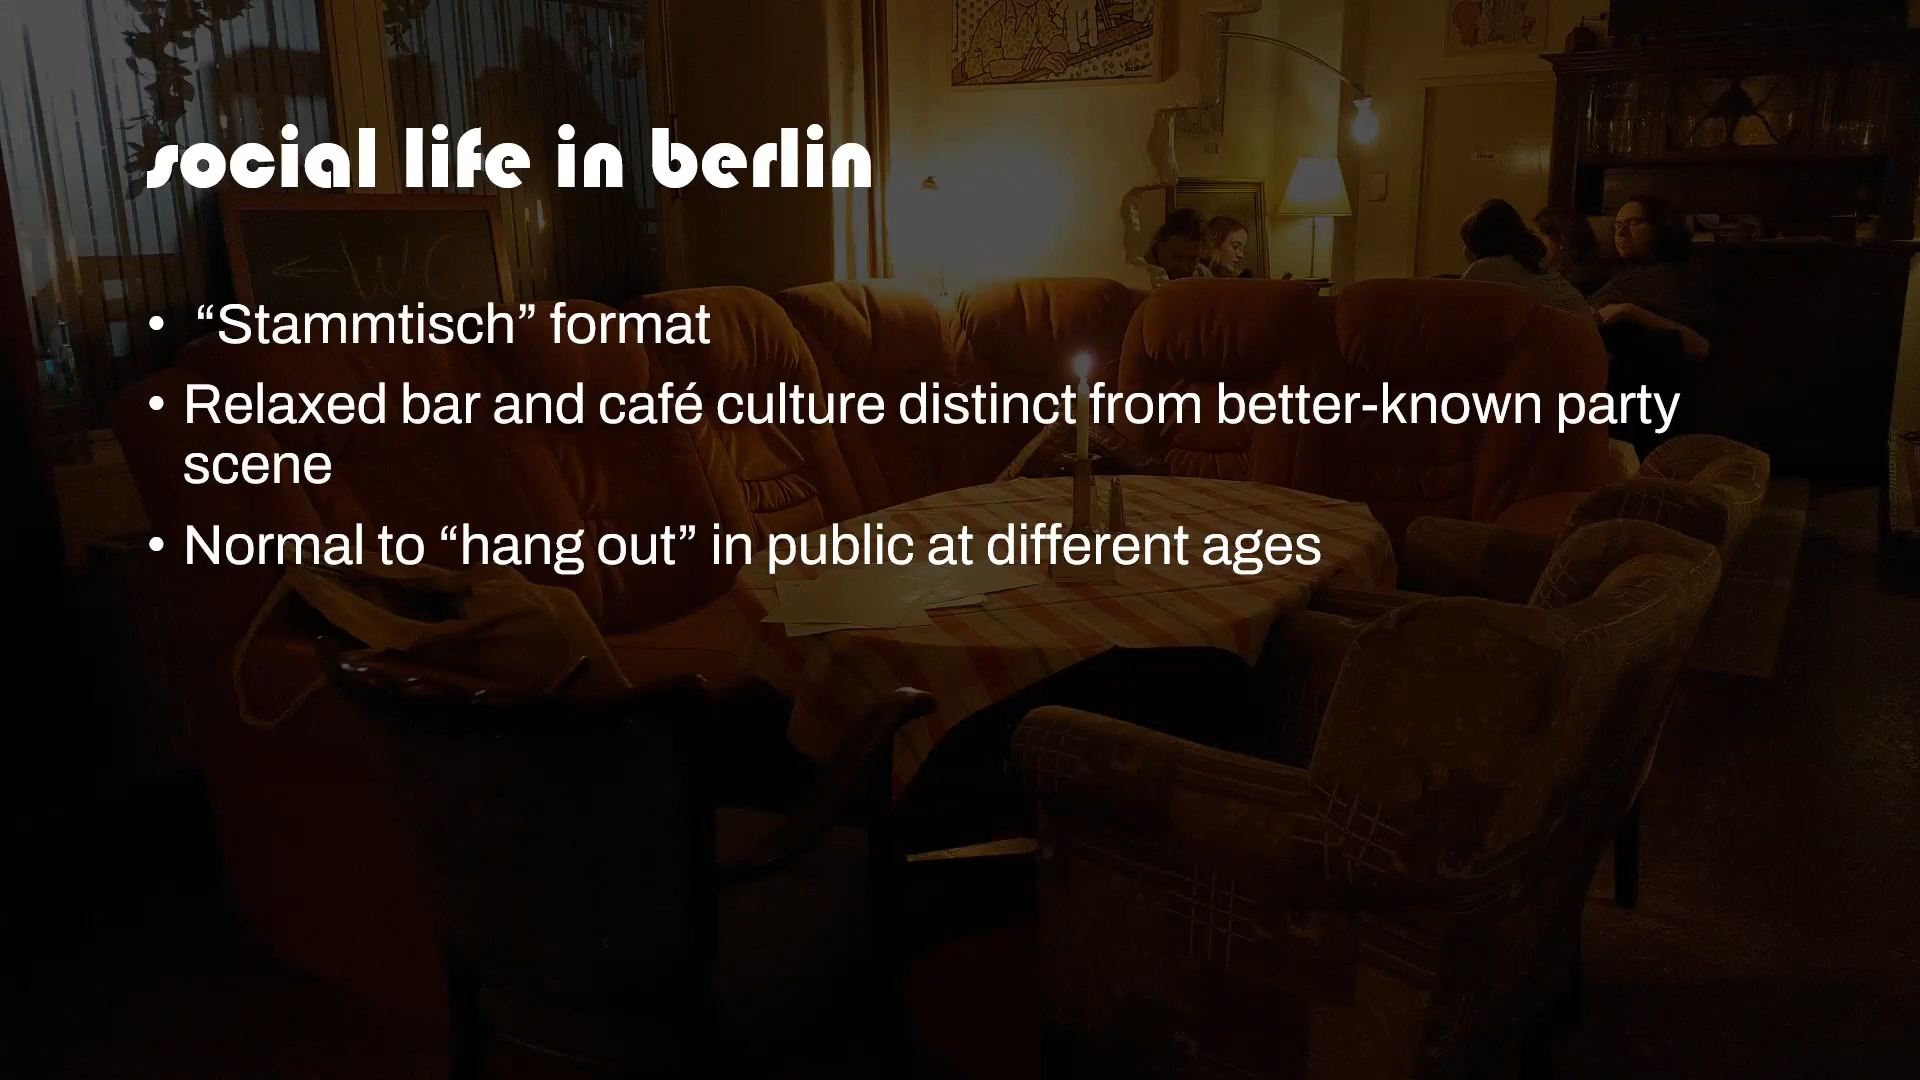 social life in berlin
← WC
• “Stammtisch” format
• Relaxed bar and café culture distinct from better-known party
scene
• Normal to “hang out” in public at different ages